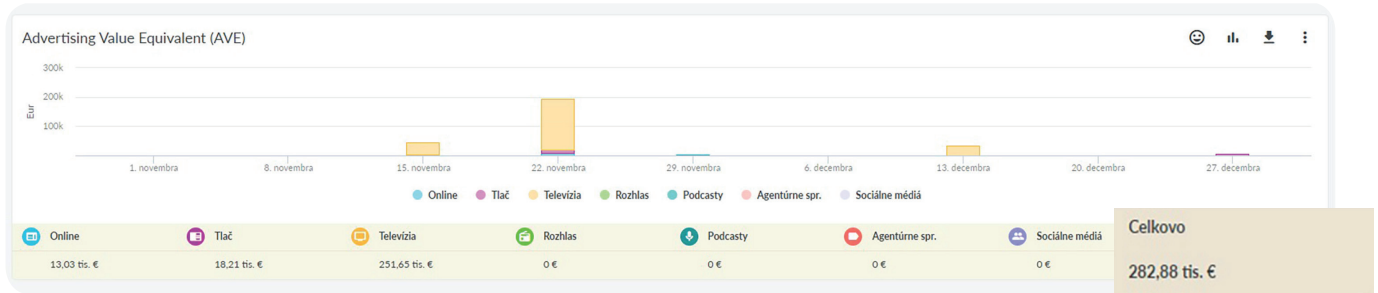 Advertising Value Equivalent (AVE)
300k
200k
100k
Eur
1. novembra 8. novembra 15. novembra 22. novembra 29. novembra 6. decembra 13. decembra 20. decembra 27. decembra
Online Tlač Televízia Rozhlas Podcasty Agentúrne spr. Sociálne médiá
Online Tlač Televízia Rozhlas Podcasty Agentúrne spr. Sociálne médiá Celkovo
13,03 tis. € 18,21 tis. € 251,65 tis. € 0 € 0 € 0 € 0 € 282,88 tis. €